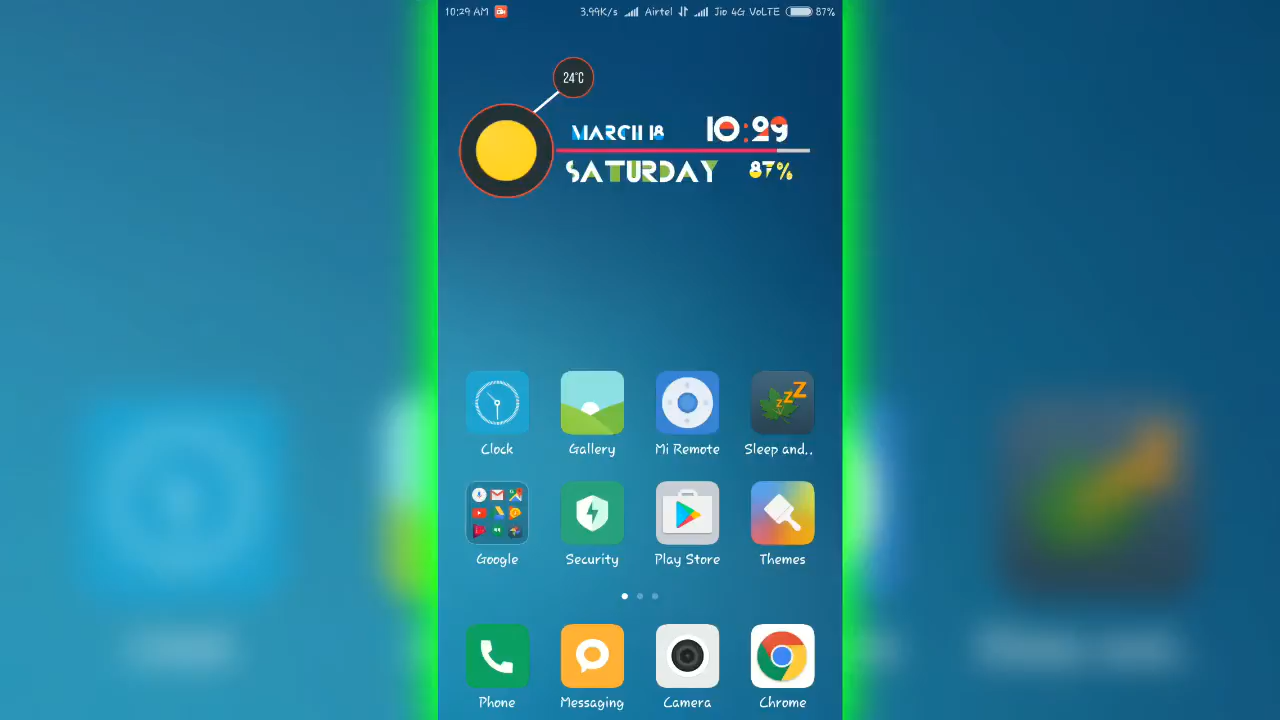 10:29 AM 3.99K/s Airtel Jio 4G VoLTE 87%
24°C
MARCH 18 10:29
SATURDAY 87%
Clock Gallery Mi Remote Sleep and..
Google Security Play Store Themes
Phone Messaging Camera Chrome